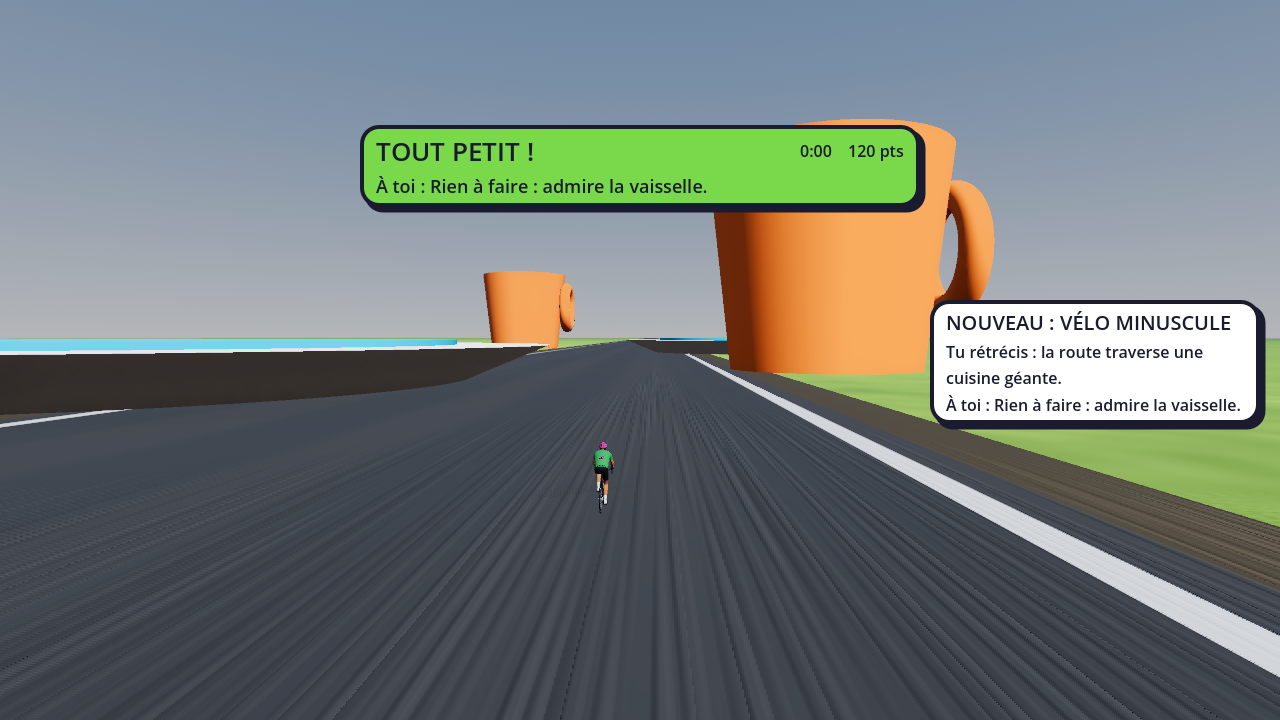 TOUT PETIT ! 0:00 120 pts
À toi : Rien à faire : admire la vaisselle.
NOUVEAU : VÉLO MINUSCULE
Tu rétrécis : la route traverse une
cuisine géante.
À toi : Rien à faire : admire la vaisselle.